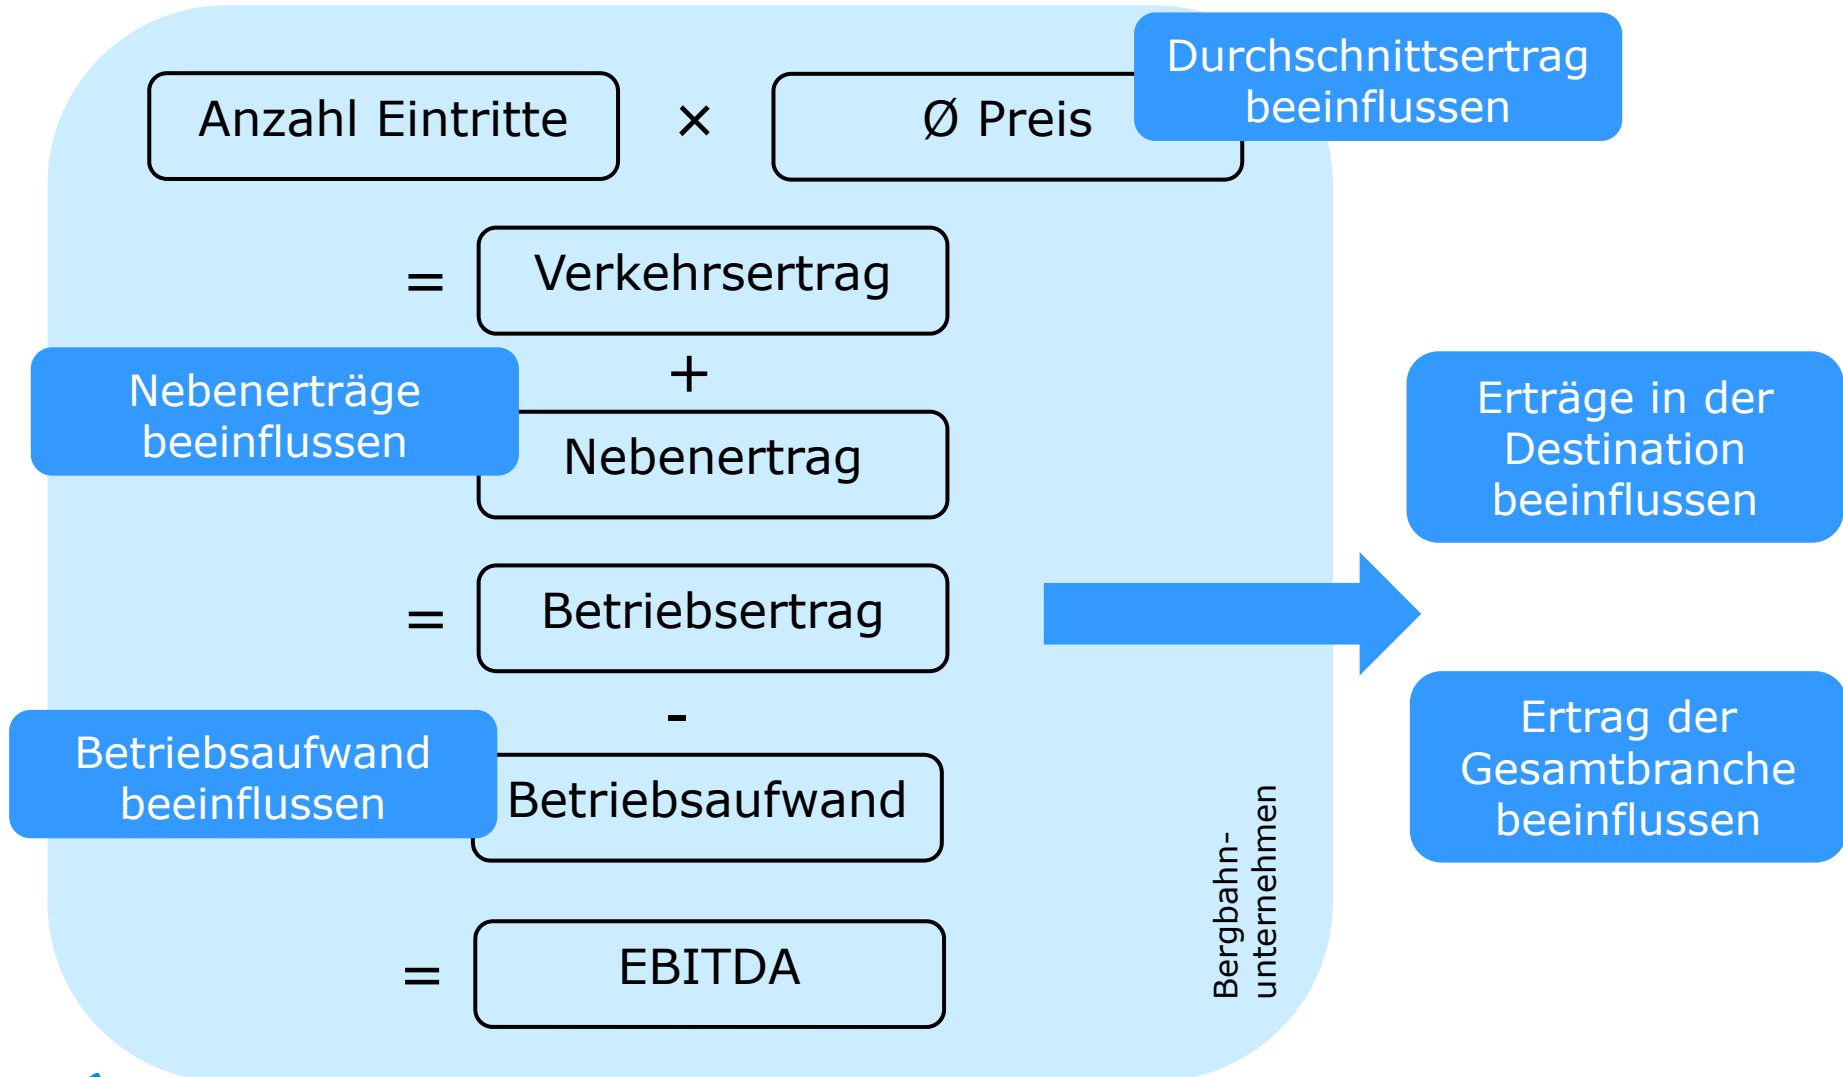 Durchschnittsertrag
beeinflussen
Anzahl Eintritte × Ø Preis
= Verkehrsertrag
+
Nebenerträge
beeinflussen
Nebenertrag
Erträge in der
Destination
beeinflussen
= Betriebsertrag
-
Betriebsaufwand
beeinflussen
Betriebsaufwand
Ertrag der
Gesamtbranche
beeinflussen
= EBITDA
Bergbahn-
unternehmen